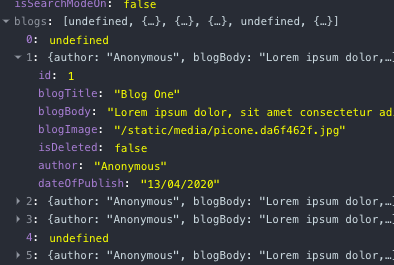 isSearchModeOn: false
blogs: [undefined, {…}, {…}, {…}, undefined, {…}]
0: undefined
1: {author: "Anonymous", blogBody: "Lorem ipsum dolor,…}
id: 1
blogTitle: "Blog One"
blogBody: "Lorem ipsum dolor, sit amet consectetur ad
blogImage: "/static/media/picone.da6f462f.jpg"
isDeleted: false
author: "Anonymous"
dateOfPublish: "13/04/2020"
2: {author: "Anonymous", blogBody: "Lorem ipsum dolor,…}
3: {author: "Anonymous", blogBody: "Lorem ipsum dolor,…}
4: undefined
5: {author: "Anonymous", blogBody: "Lorem ipsum dolor,…}